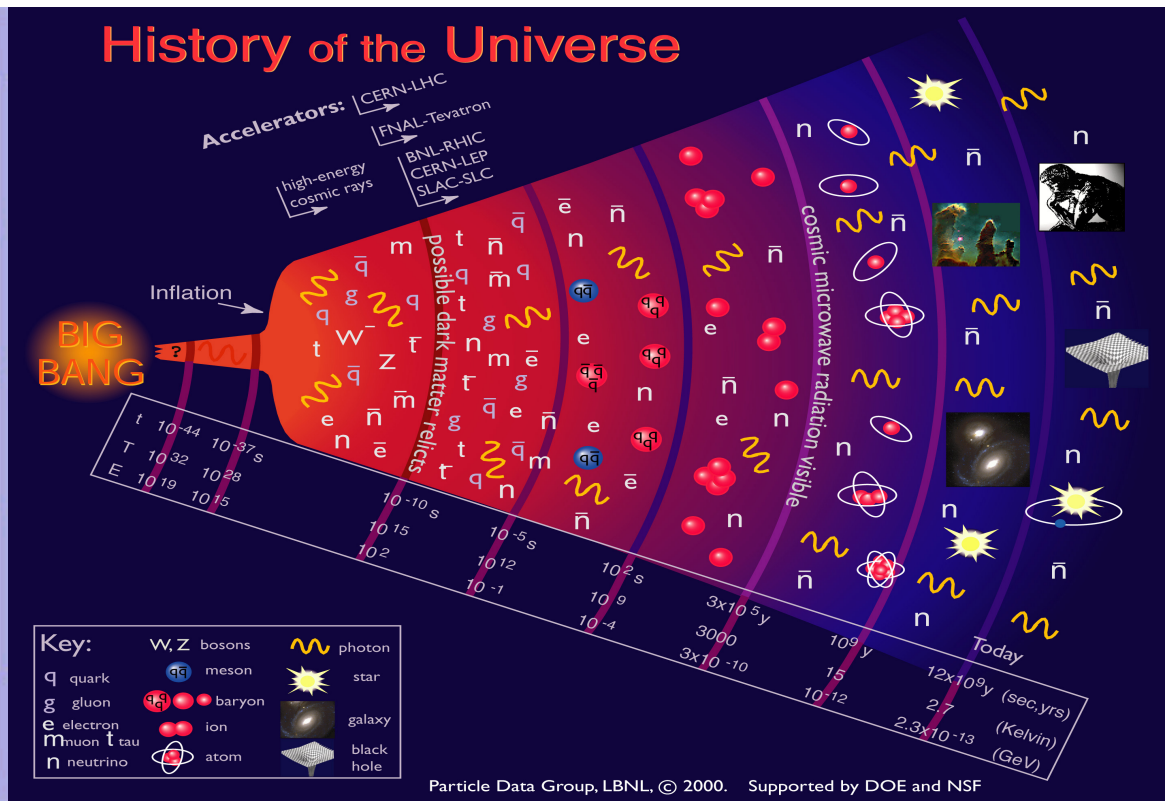 History of the Universe
Accelerators:
CERN-LHC
FNAL-Tevatron
BNL-RHIC
CERN-LEP
SLAC-SLC
high-energy
cosmic rays
Inflation
BIG
BANG
?
possible dark matter relicts
cosmic microwave radiation visible
q̅ m t n̅ q̅ e̅ n̅ n
g q q m̅ q n qq̅
q W⁻ t g
t Z t̅ n m e̅ e
q̅ m̅ t̅ g n
e n̅ g q̅ e n̅ e
n e̅ t q̅ m qq̅ e̅
t̅ q n n̅
n n̅ n̅ e n̅ n n n̅
n n̅ n n̅ n n̅
t 10⁻⁴⁴ 10⁻³⁷ s 10⁻¹⁰ s 10⁻⁵ s 10² s 3x10⁵ y 10⁹ y 12x10⁹ y (sec,yrs)
T 10³² 10²⁸ 10¹⁵ 10¹² 10⁹ 3000 15 2.7 (Kelvin)
E 10¹⁹ 10¹⁵ 10² 10⁻¹ 10⁻⁴ 3x10⁻¹⁰ 10⁻¹² 2.3x10⁻¹³ (GeV)
Today
Key:
q quark
g gluon
e electron
m muon t tau
n neutrino
W, Z bosons
qq̅ meson
qqq baryon
ion
atom
photon
star
galaxy
black
hole
Particle Data Group, LBNL, © 2000. Supported by DOE and NSF